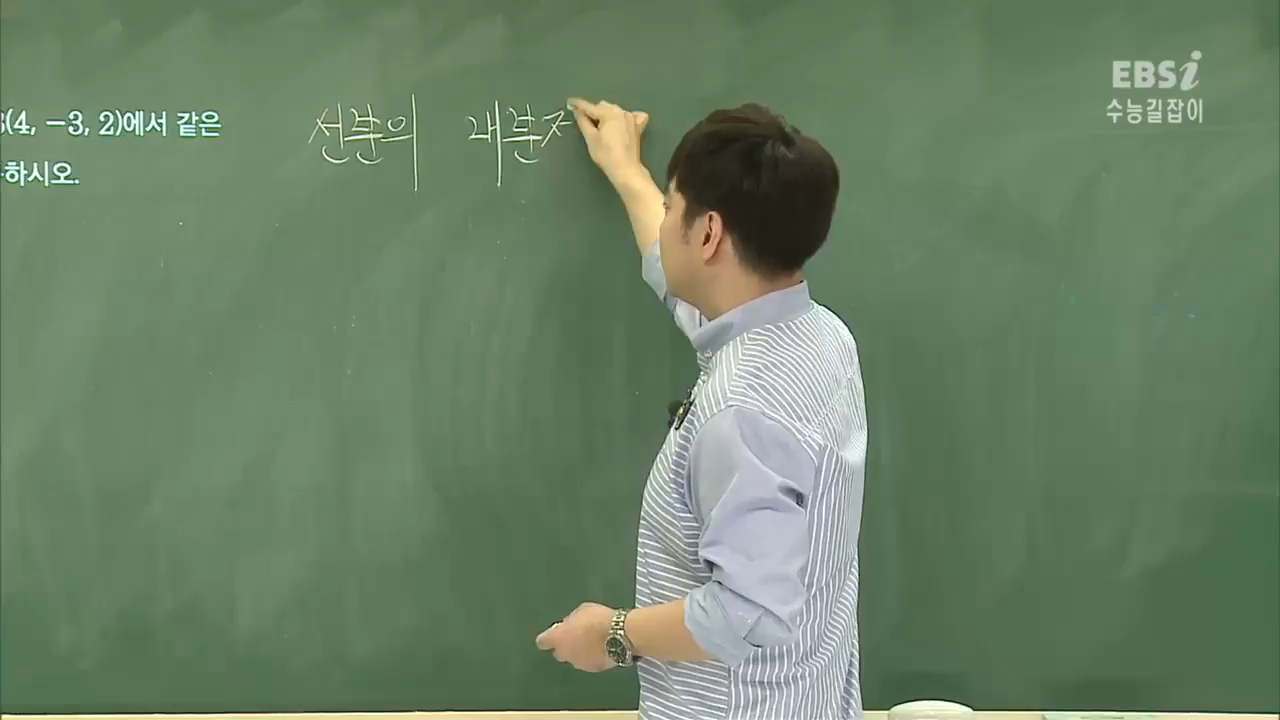 (4, −3, 2)에서 같은
하시오.
선분의 내분
EBSi
수능길잡이